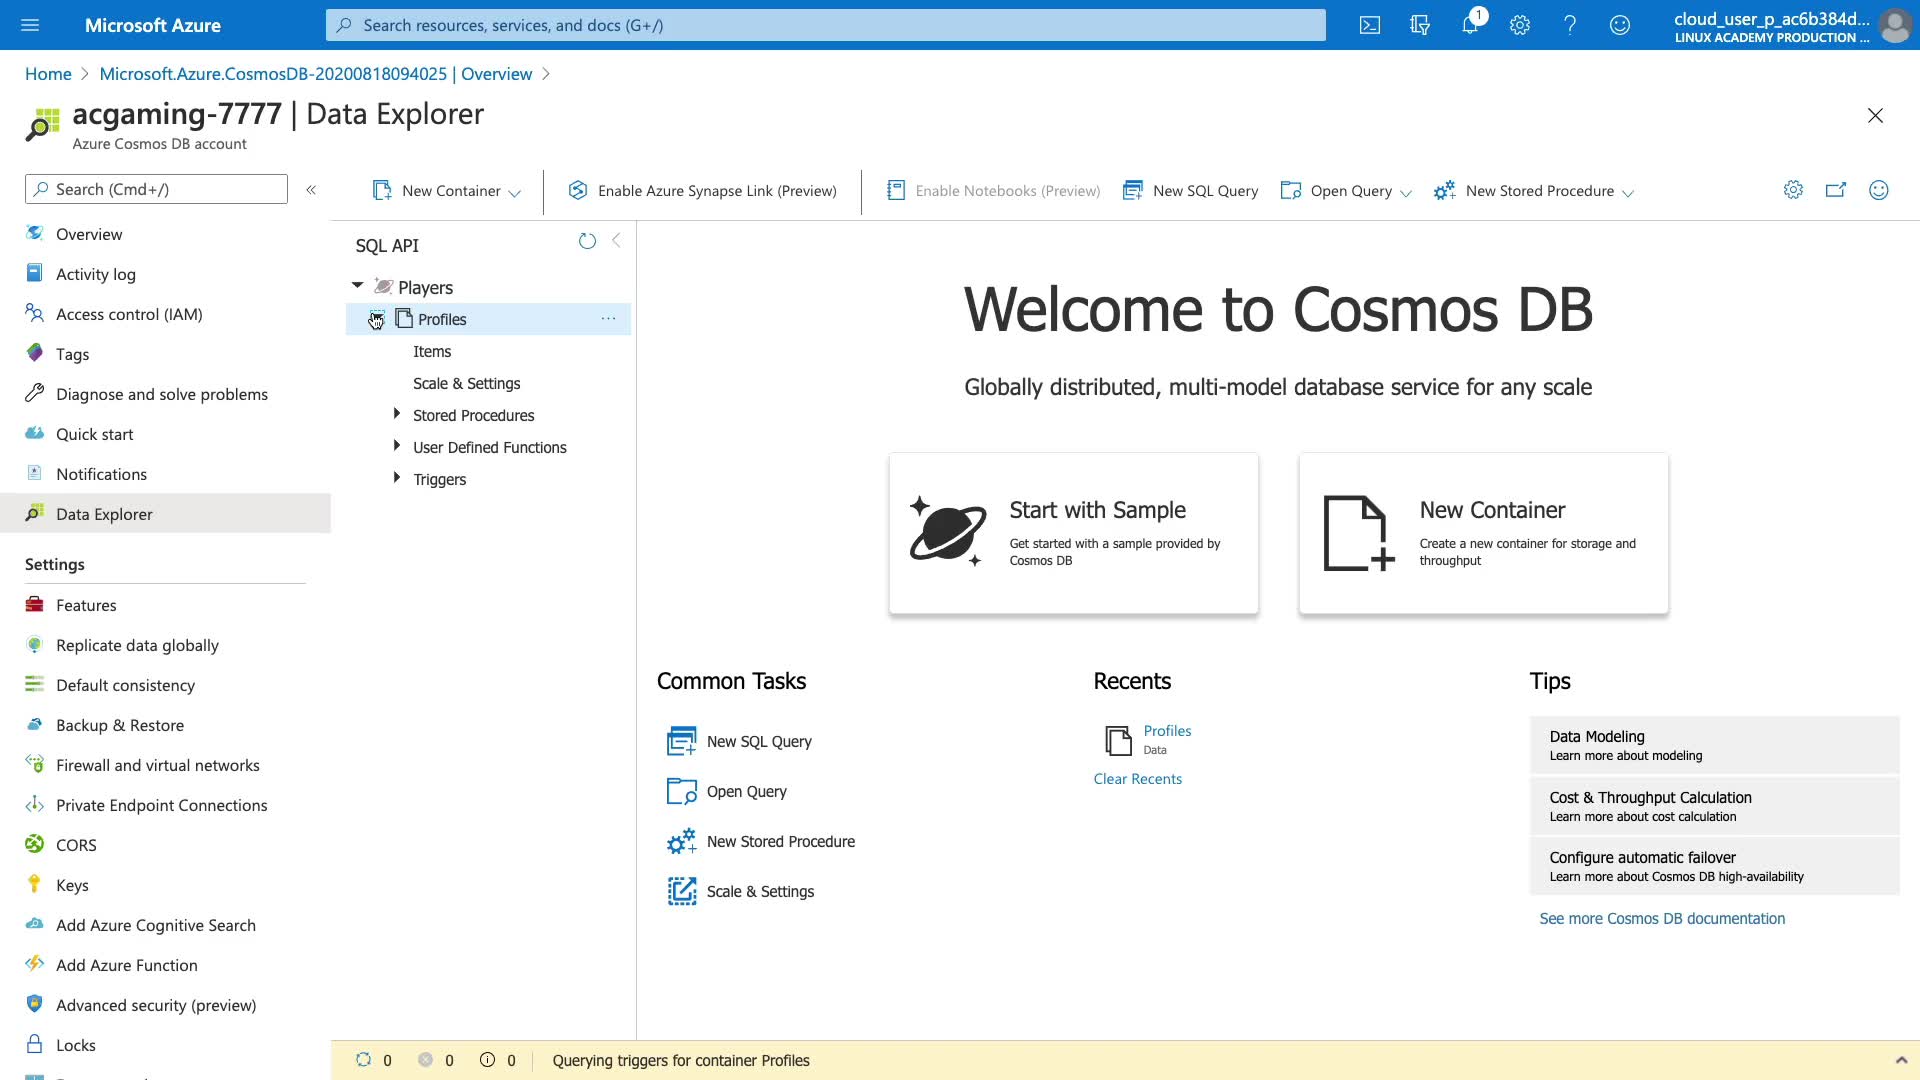 Microsoft Azure
Search resources, services, and docs (G+/)
1
cloud_user_p_ac6b384d...
LINUX ACADEMY PRODUCTION ...
Home
Microsoft.Azure.CosmosDB-20200818094025 | Overview
acgaming-7777 | Data Explorer
Azure Cosmos DB account
Search (Cmd+/)
«
New Container
Enable Azure Synapse Link (Preview)
Enable Notebooks (Preview)
New SQL Query
Open Query
New Stored Procedure
Overview
Activity log
Access control (IAM)
Tags
Diagnose and solve problems
Quick start
Notifications
Data Explorer
Settings
Features
Replicate data globally
Default consistency
Backup & Restore
Firewall and virtual networks
Private Endpoint Connections
CORS
Keys
Add Azure Cognitive Search
Add Azure Function
Advanced security (preview)
Locks
SQL API
Players
Profiles
...
Items
Scale & Settings
Stored Procedures
User Defined Functions
Triggers
Welcome to Cosmos DB
Globally distributed, multi-model database service for any scale
Start with Sample
Get started with a sample provided by
Cosmos DB
New Container
Create a new container for storage and
throughput
Common Tasks
New SQL Query
Open Query
New Stored Procedure
Scale & Settings
Recents
Profiles
Data
Clear Recents
Tips
Data Modeling
Learn more about modeling
Cost & Throughput Calculation
Learn more about cost calculation
Configure automatic failover
Learn more about Cosmos DB high-availability
See more Cosmos DB documentation
0 0 0 Querying triggers for container Profiles